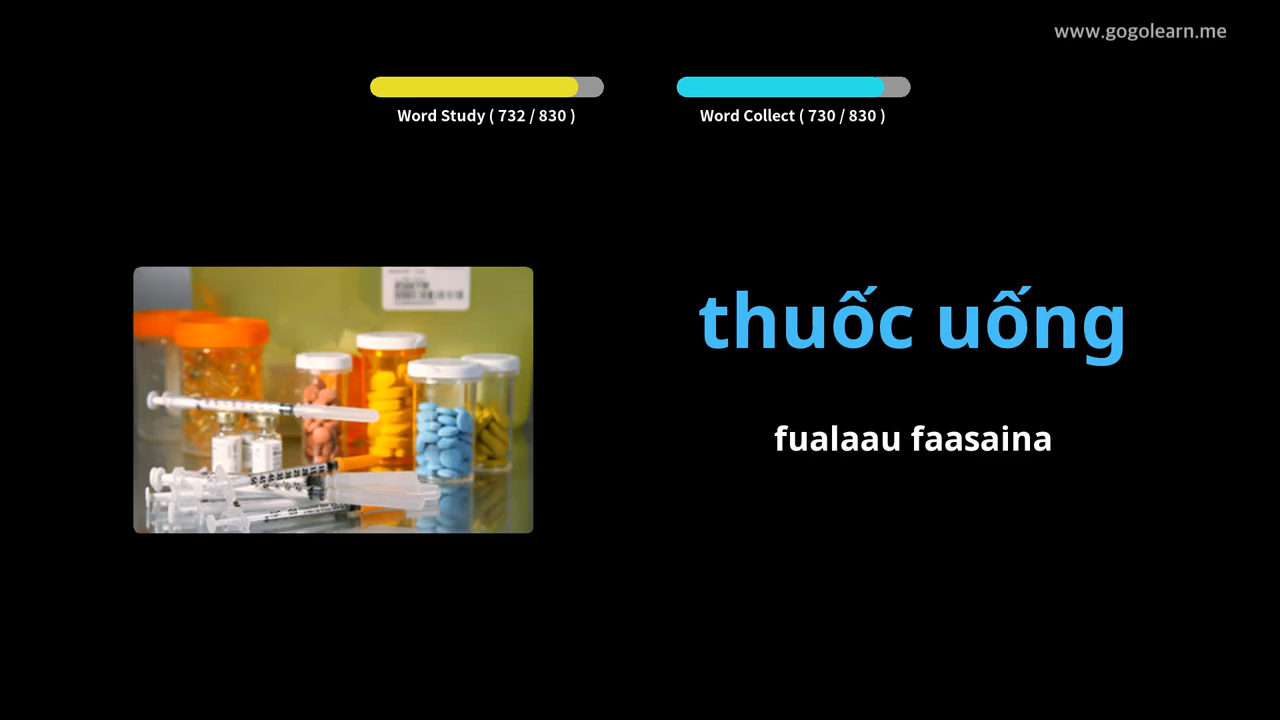 www.gogolearn.me
Word Study ( 732 / 830 )
Word Collect ( 730 / 830 )
thuốc uống
fualaau faasaina